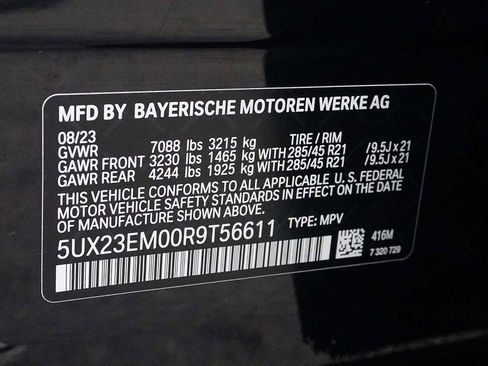 MFD BY BAYERISCHE MOTOREN WERKE AG
08/23
GVWR 7088 lbs 3215 kg TIRE / RIM
GAWR FRONT 3230 lbs 1465 kg WITH 285/45 R21 / 9.5J x 21
GAWR REAR 4244 lbs 1925 kg WITH 285/45 R21 / 9.5J x 21
THIS VEHICLE CONFORMS TO ALL APPLICABLE U.S. FEDERAL
MOTOR VEHICLE SAFETY STANDARDS IN EFFECT ON THE DATE
OF MANUFACTURE SHOWN ABOVE.
5UX23EM00R9T56611 TYPE: MPV
416M
7 320 729